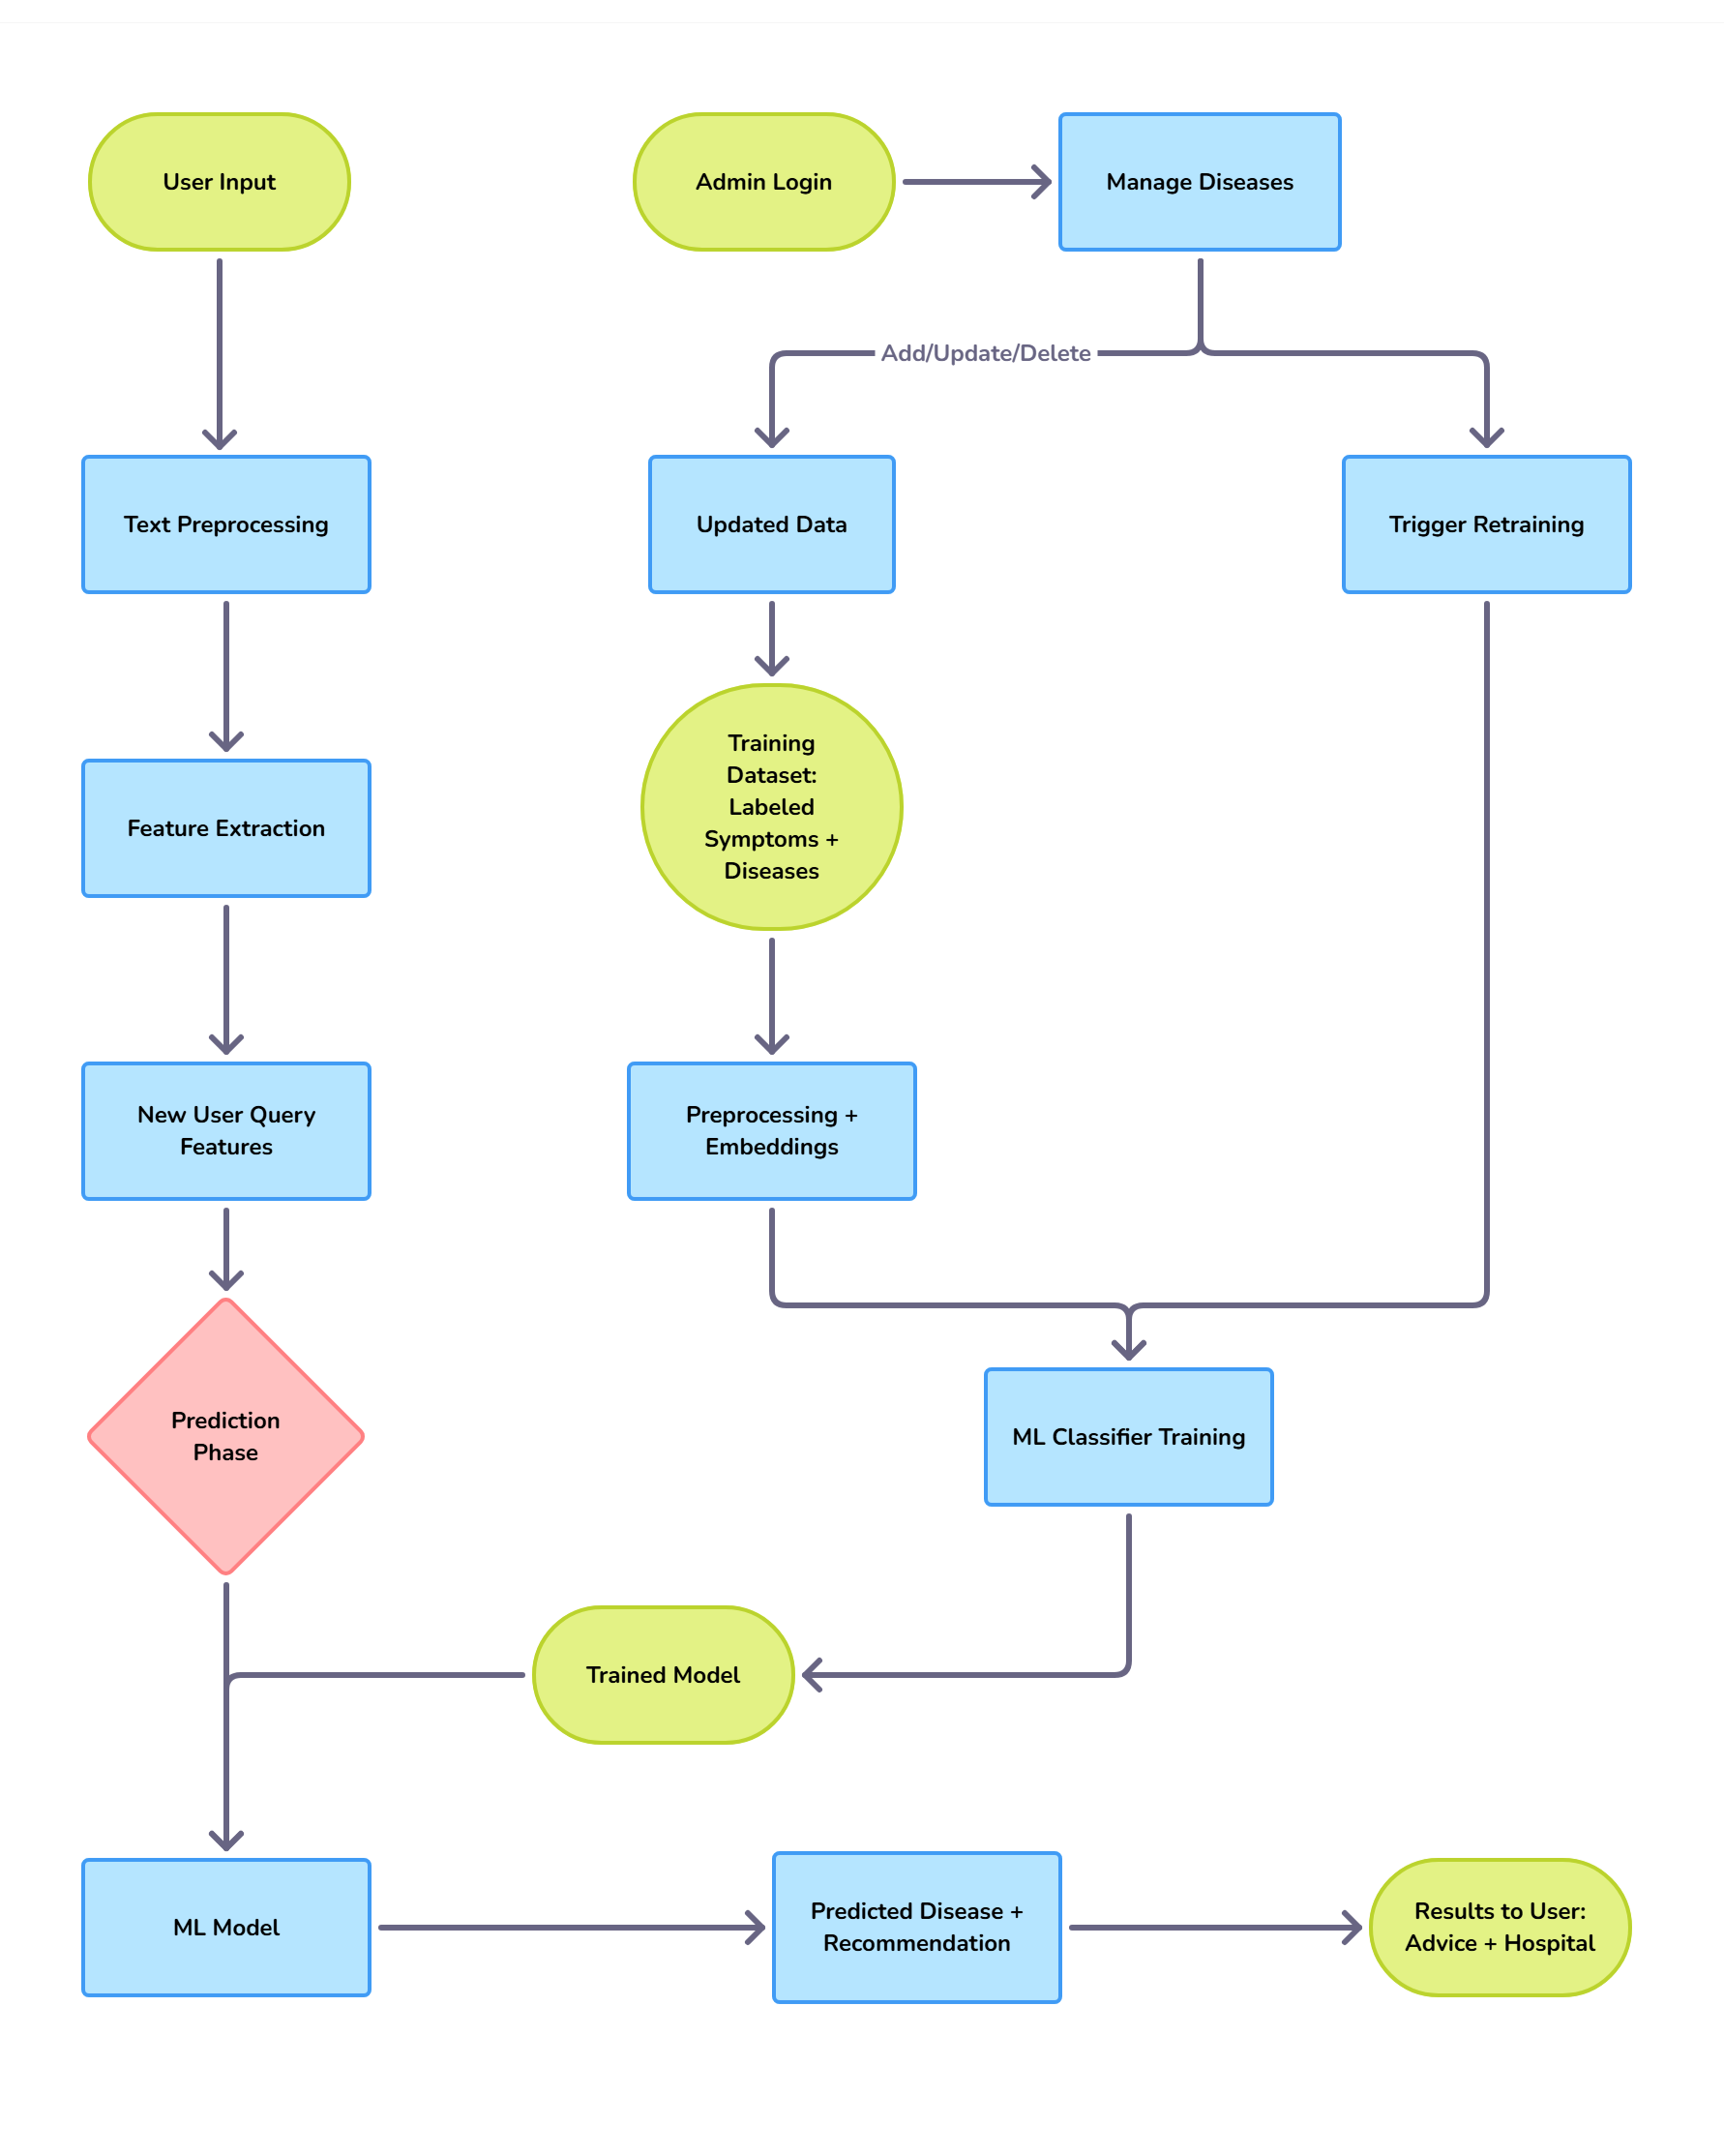 User Input
Admin Login
Manage Diseases
Add/Update/Delete
Text Preprocessing
Updated Data
Trigger Retraining
Training
Dataset:
Labeled
Symptoms +
Diseases
Feature Extraction
New User Query
Features
Preprocessing +
Embeddings
Prediction
Phase
ML Classifier Training
Trained Model
ML Model
Predicted Disease +
Recommendation
Results to User:
Advice + Hospital